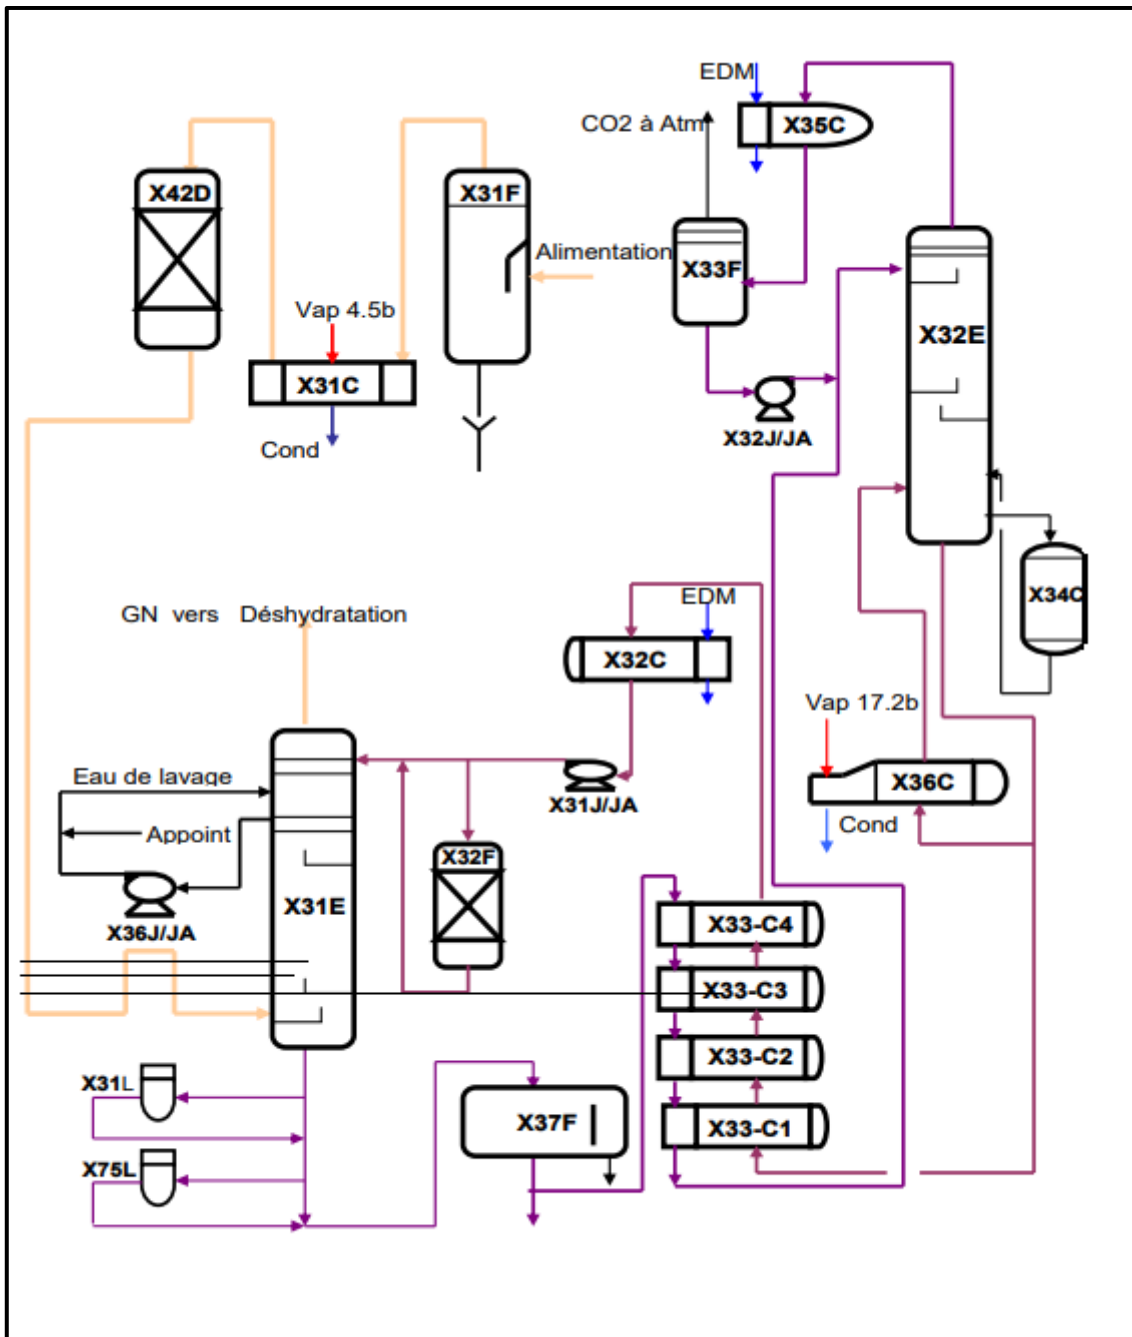 EDM
X35C
CO2 à Atm
X42D
X31F
Alimentation
X33F
Vap 4.5b
X32E
X31C
Cond
X32J/JA
GN vers Déshydratation
EDM
X34C
X32C
Vap 17.2b
Eau de lavage
X31J/JA
X36C
Appoint
Cond
X32F
X31E
X36J/JA
X33-C4
X33-C3
X33-C2
X31L
X37F
X33-C1
X75L